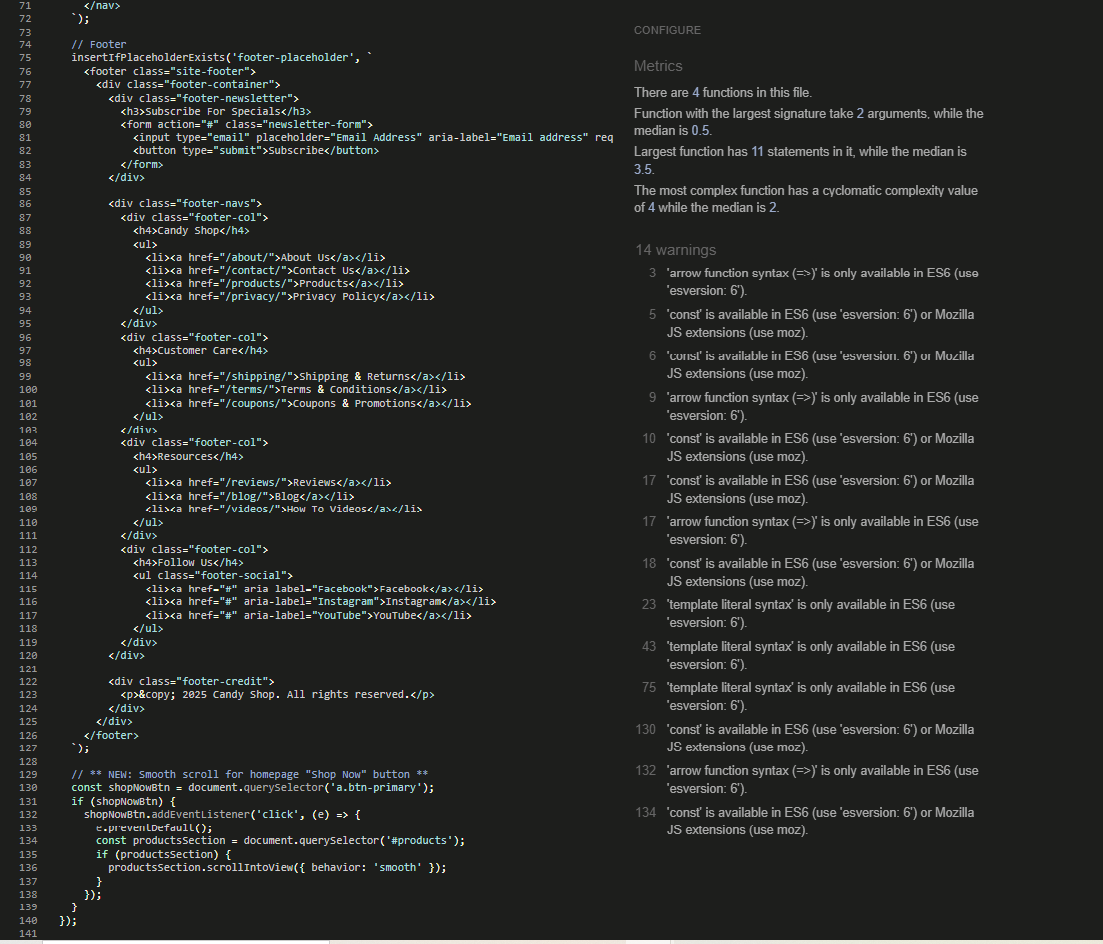 71 </nav>
72 `);
73
74 // Footer
75 insertIfPlaceholderExists('footer-placeholder', `
76 <footer class="site-footer">
77 <div class="footer-container">
78 <div class="footer-newsletter">
79 <h3>Subscribe For Specials</h3>
80 <form action="#" class="newsletter-form">
81 <input type="email" placeholder="Email Address" aria-label="Email address" req
82 <button type="submit">Subscribe</button>
83 </form>
84 </div>
85
86 <div class="footer-navs">
87 <div class="footer-col">
88 <h4>Candy Shop</h4>
89 <ul>
90 <li><a href="/about/">About Us</a></li>
91 <li><a href="/contact/">Contact Us</a></li>
92 <li><a href="/products/">Products</a></li>
93 <li><a href="/privacy/">Privacy Policy</a></li>
94 </ul>
95 </div>
96 <div class="footer-col">
97 <h4>Customer Care</h4>
98 <ul>
99 <li><a href="/shipping/">Shipping & Returns</a></li>
100 <li><a href="/terms/">Terms & Conditions</a></li>
101 <li><a href="/coupons/">Coupons & Promotions</a></li>
102 </ul>
103 </div>
104 <div class="footer-col">
105 <h4>Resources</h4>
106 <ul>
107 <li><a href="/reviews/">Reviews</a></li>
108 <li><a href="/blog/">Blog</a></li>
109 <li><a href="/videos/">How To Videos</a></li>
110 </ul>
111 </div>
112 <div class="footer-col">
113 <h4>Follow Us</h4>
114 <ul class="footer-social">
115 <li><a href="#" aria-label="Facebook">Facebook</a></li>
116 <li><a href="#" aria-label="Instagram">Instagram</a></li>
117 <li><a href="#" aria-label="YouTube">YouTube</a></li>
118 </ul>
119 </div>
120 </div>
121
122 <div class="footer-credit">
123 <p>&copy; 2025 Candy Shop. All rights reserved.</p>
124 </div>
125 </div>
126 </footer>
127 `);
128
129 // ** NEW: Smooth scroll for homepage "Shop Now" button **
130 const shopNowBtn = document.querySelector('a.btn-primary');
131 if (shopNowBtn) {
132 shopNowBtn.addEventListener('click', (e) => {
133 e.preventDefault();
134 const productsSection = document.querySelector('#products');
135 if (productsSection) {
136 productsSection.scrollIntoView({ behavior: 'smooth' });
137 }
138 });
139 }
140 });
141
CONFIGURE
Metrics
There are 4 functions in this file.
Function with the largest signature take 2 arguments, while the
median is 0.5.
Largest function has 11 statements in it, while the median is
3.5.
The most complex function has a cyclomatic complexity value
of 4 while the median is 2.
14 warnings
3 'arrow function syntax (=>)' is only available in ES6 (use
'esversion: 6').
5 'const' is available in ES6 (use 'esversion: 6') or Mozilla
JS extensions (use moz).
6 'const' is available in ES6 (use 'esversion: 6') or Mozilla
JS extensions (use moz).
9 'arrow function syntax (=>)' is only available in ES6 (use
'esversion: 6').
10 'const' is available in ES6 (use 'esversion: 6') or Mozilla
JS extensions (use moz).
17 'const' is available in ES6 (use 'esversion: 6') or Mozilla
JS extensions (use moz).
17 'arrow function syntax (=>)' is only available in ES6 (use
'esversion: 6').
18 'const' is available in ES6 (use 'esversion: 6') or Mozilla
JS extensions (use moz).
23 'template literal syntax' is only available in ES6 (use
'esversion: 6').
43 'template literal syntax' is only available in ES6 (use
'esversion: 6').
75 'template literal syntax' is only available in ES6 (use
'esversion: 6').
130 'const' is available in ES6 (use 'esversion: 6') or Mozilla
JS extensions (use moz).
132 'arrow function syntax (=>)' is only available in ES6 (use
'esversion: 6').
134 'const' is available in ES6 (use 'esversion: 6') or Mozilla
JS extensions (use moz).